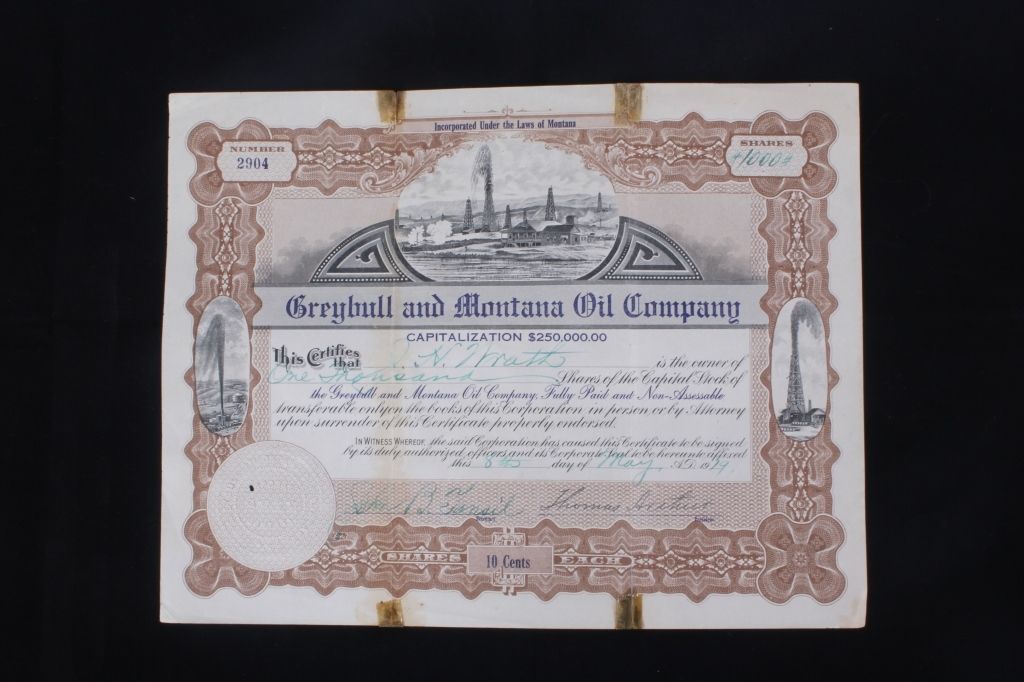 Incorporated Under the Laws of Montana
NUMBER
2904
SHARES
#1000#
Greybull and Montana Oil Company
CAPITALIZATION $250,000.00
This Certifies that H. Wrath is the owner of
One Thousand Shares of the Capital Stock of
the Greybull and Montana Oil Company, Fully Paid and Non-Assessable
transferable only on the books of this Corporation in person or by Attorney
upon surrender of this Certificate properly endorsed.
IN WITNESS WHEREOF, the said Corporation has caused this Certificate to be signed
by its duly authorized officers and its Corporate Seal to be hereunto affixed
this 8th day of May A.D. 1919
Thomas
SHARES 10 Cents EACH